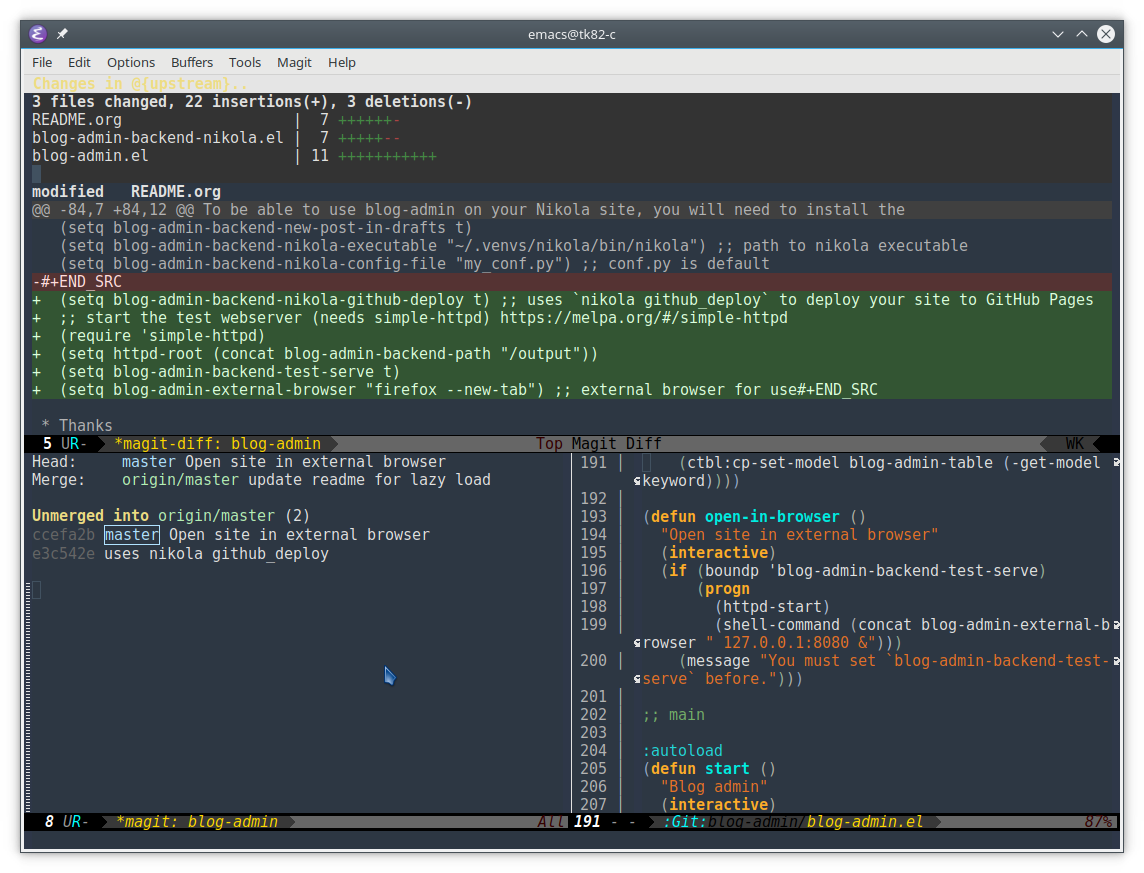 emacs@tk82-c
File Edit Options Buffers Tools Magit Help
Changes in @{upstream}..
3 files changed, 22 insertions(+), 3 deletions(-)
README.org                   |  7 ++++++-
blog-admin-backend-nikola.el |  7 +++++--
blog-admin.el                | 11 +++++++++++
modified   README.org
@@ -84,7 +84,12 @@ To be able to use blog-admin on your Nikola site, you will need to install the
   (setq blog-admin-backend-new-post-in-drafts t)
   (setq blog-admin-backend-nikola-executable "~/.venvs/nikola/bin/nikola") ;; path to nikola executable
   (setq blog-admin-backend-nikola-config-file "my_conf.py") ;; conf.py is default
-#+END_SRC
+  (setq blog-admin-backend-nikola-github-deploy t) ;; uses `nikola github_deploy` to deploy your site to GitHub Pages
+  ;; start the test webserver (needs simple-httpd) https://melpa.org/#/simple-httpd
+  (require 'simple-httpd)
+  (setq httpd-root (concat blog-admin-backend-path "/output"))
+  (setq blog-admin-backend-test-serve t)
+  (setq blog-admin-external-browser "firefox --new-tab") ;; external browser for use#+END_SRC
 * Thanks
5 UR- *magit-diff: blog-admin Top Magit Diff WK
Head:     master Open site in external browser
Merge:    origin/master update readme for lazy load
Unmerged into origin/master (2)
ccefa2b master Open site in external browser
e3c542e uses nikola github_deploy
8 UR- *magit: blog-admin All
191     (ctbl:cp-set-model blog-admin-table (-get-model
keyword))))
192
193 (defun open-in-browser ()
194   "Open site in external browser"
195   (interactive)
196   (if (boundp 'blog-admin-backend-test-serve)
197       (progn
198         (httpd-start)
199         (shell-command (concat blog-admin-external-b
rowser " 127.0.0.1:8080 &")))
200     (message "You must set `blog-admin-backend-test-
serve` before.")))
201
202 ;; main
203
204 :autoload
205 (defun start ()
206   "Blog admin"
207   (interactive)
191 - - :Git:blog-admin/blog-admin.el 87%